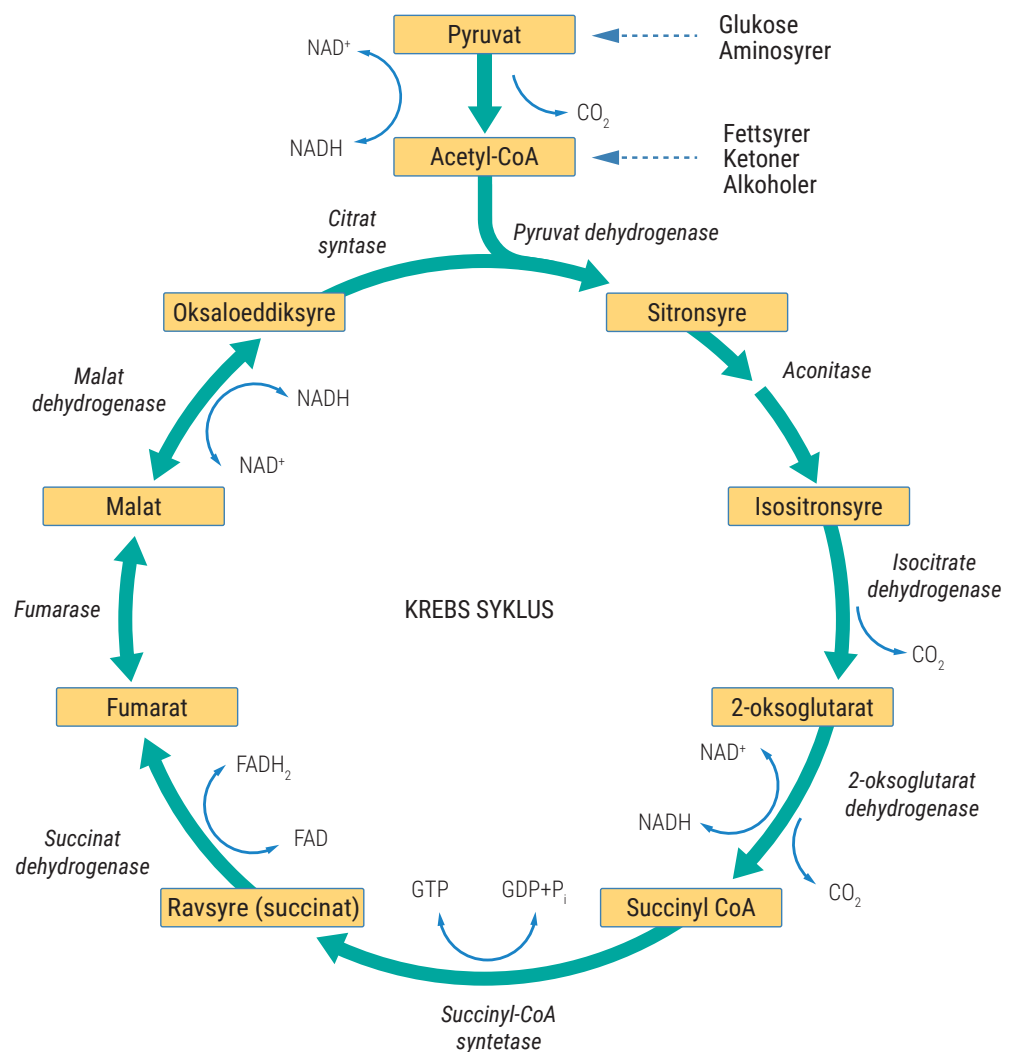 Pyruvat
Glukose
Aminosyrer
NAD⁺
CO₂
NADH
Acetyl-CoA
Fettsyrer
Ketoner
Alkoholer
Citrat
syntase
Pyruvat dehydrogenase
Oksaloeddiksyre
Sitronsyre
Malat
dehydrogenase
NADH
NAD⁺
Aconitase
Malat
Isositronsyre
Fumarase
KREBS SYKLUS
Isocitrate
dehydrogenase
CO₂
Fumarat
2-oksoglutarat
FADH₂
FAD
NAD⁺
NADH
2-oksoglutarat
dehydrogenase
CO₂
Succinat
dehydrogenase
Ravsyre (succinat)
GTP
GDP+Pᵢ
Succinyl CoA
Succinyl-CoA
syntetase